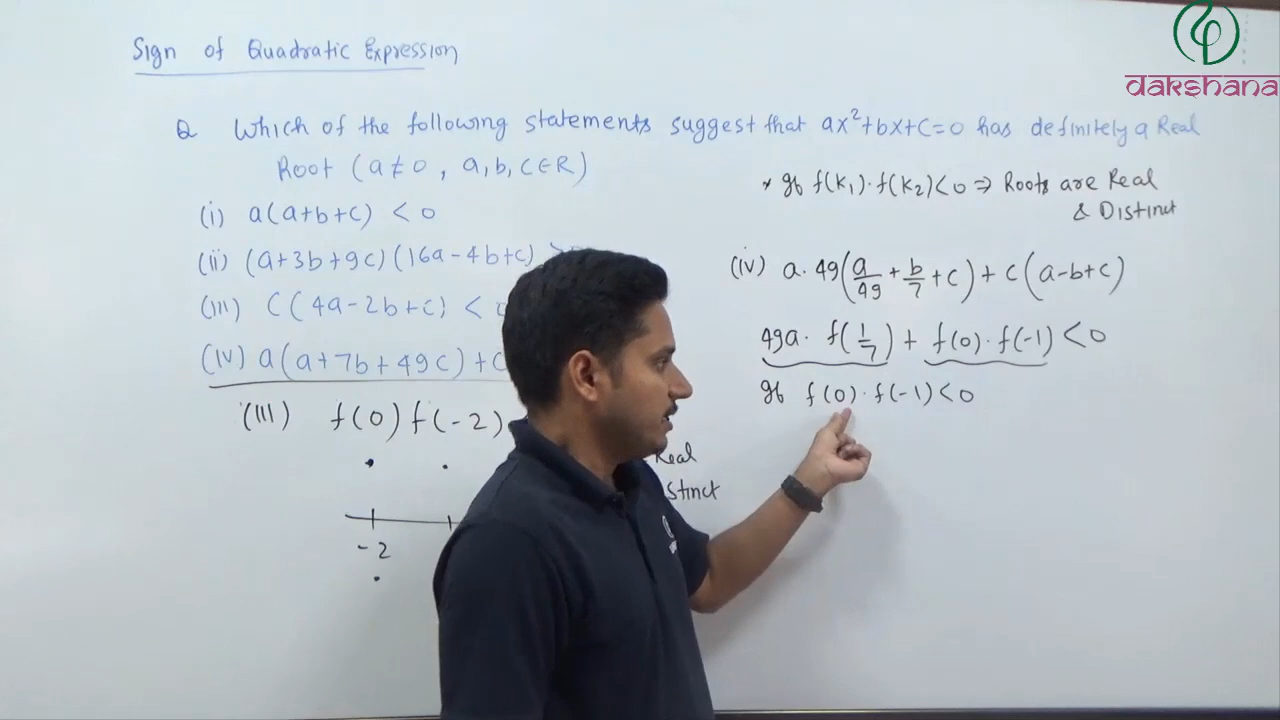 dakshana
Sign of Quadratic Expression
Q Which of the following statements suggest that ax²+bx+c=0 has definitely a Real
Root (a≠0, a,b,c∈R)
(i) a(a+b+c) < 0
(ii) (a+3b+9c)(16a-4b+c) >
(iii) C(4a-2b+c) <
(iv) a(a+7b+49c)+c
(iii) f(0)f(-2)
Real
stinct
-2
* If f(k₁)·f(k₂)<0 ⇒ Roots are Real
& Distinct
(iv) a·49(a/49+b/7+c)+c(a-b+c)
49a·f(1/7)+f(0)·f(-1)<0
If f(0)·f(-1)<0